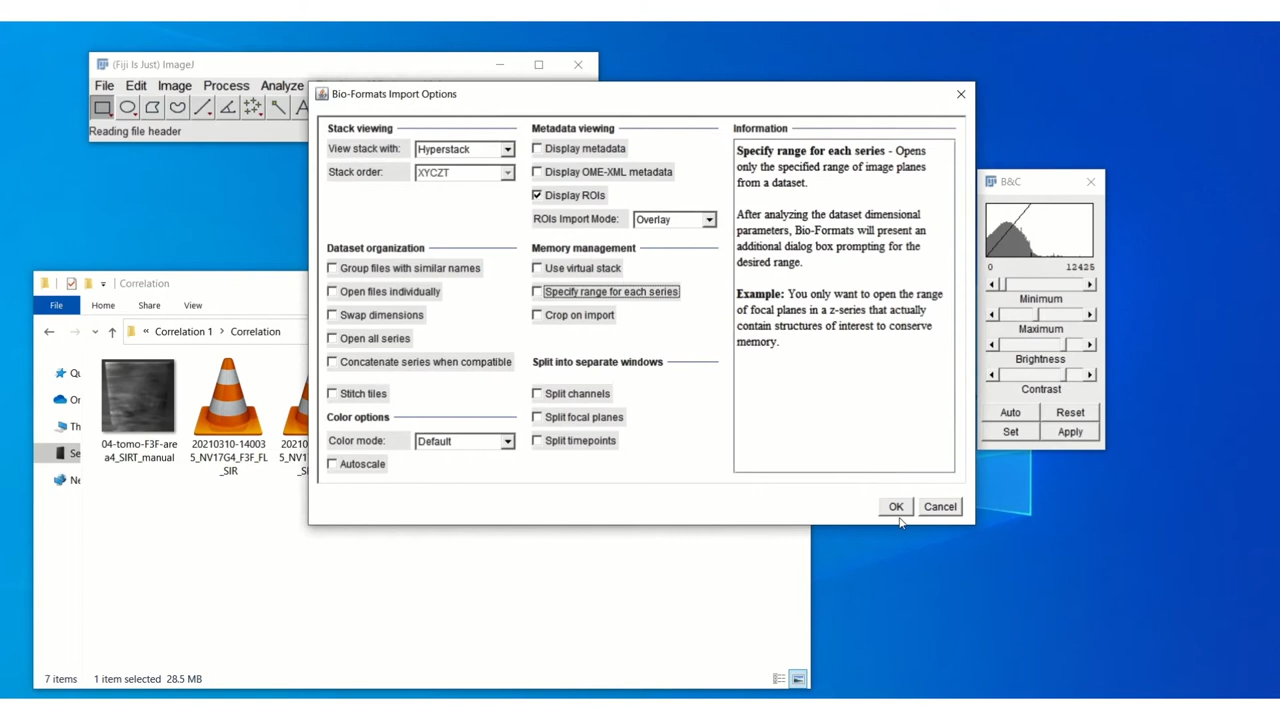 (Fiji Is Just) ImageJ
File Edit Image Process Analyze
Reading file header
Bio-Formats Import Options
Stack viewing
View stack with: Hyperstack
Stack order: XYCZT
Metadata viewing
Display metadata
Display OME-XML metadata
Display ROIs
ROIs Import Mode: Overlay
Dataset organization
Group files with similar names
Open files individually
Swap dimensions
Open all series
Concatenate series when compatible
Stitch tiles
Memory management
Use virtual stack
Specify range for each series
Crop on import
Split into separate windows
Split channels
Split focal planes
Split timepoints
Color options
Color mode: Default
Autoscale
Information
Specify range for each series - Opens
only the specified range of image planes
from a dataset.
After analyzing the dataset dimensional
parameters, Bio-Formats will present an
additional dialog box prompting for the
desired range.
Example: You only want to open the range
of focal planes in a z-series that actually
contain structures of interest to conserve
memory.
OK Cancel
B&C
0 12425
Minimum
Maximum
Brightness
Contrast
Auto Reset
Set Apply
Correlation
File Home Share View
« Correlation 1 > Correlation
Qu
On
Th
Se
Ne
04-tomo-F3F-are
a4_SIRT_manual
20210310-14003
5_NV17G4_F3F_FL
_SIR
7 items 1 item selected 28.5 MB